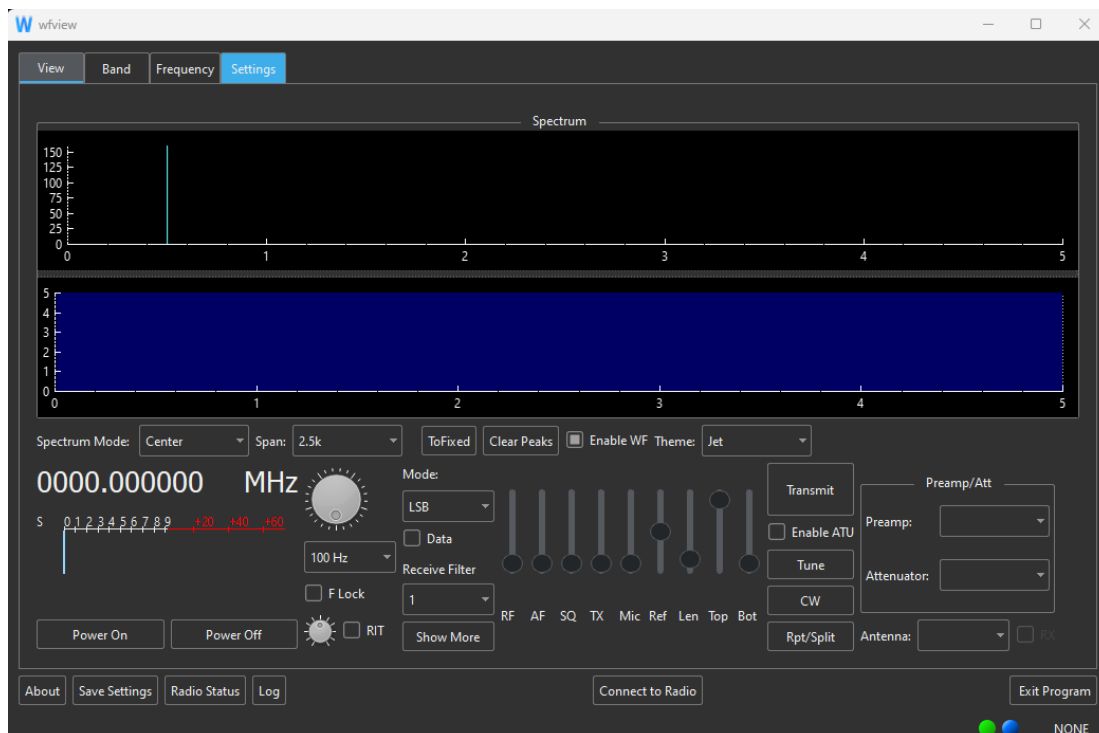 W wfview
View Band Frequency Settings
Spectrum
150
125
100
75
50
25
0
0 1 2 3 4 5
5
4
3
2
1
0
0 1 2 3 4 5
Spectrum Mode: Center Span: 2.5k ToFixed Clear Peaks Enable WF Theme: Jet
0000.000000 MHz
S 0 1 2 3 4 5 6 7 8 9 +20 +40 +60
100 Hz
F Lock
RIT
Power On Power Off
Mode:
LSB
Data
Receive Filter
1
Show More
RF AF SQ TX Mic Ref Len Top Bot
Transmit
Enable ATU
Tune
CW
Rpt/Split
Preamp/Att
Preamp:
Attenuator:
Antenna: RX
About Save Settings Radio Status Log Connect to Radio Exit Program
NONE